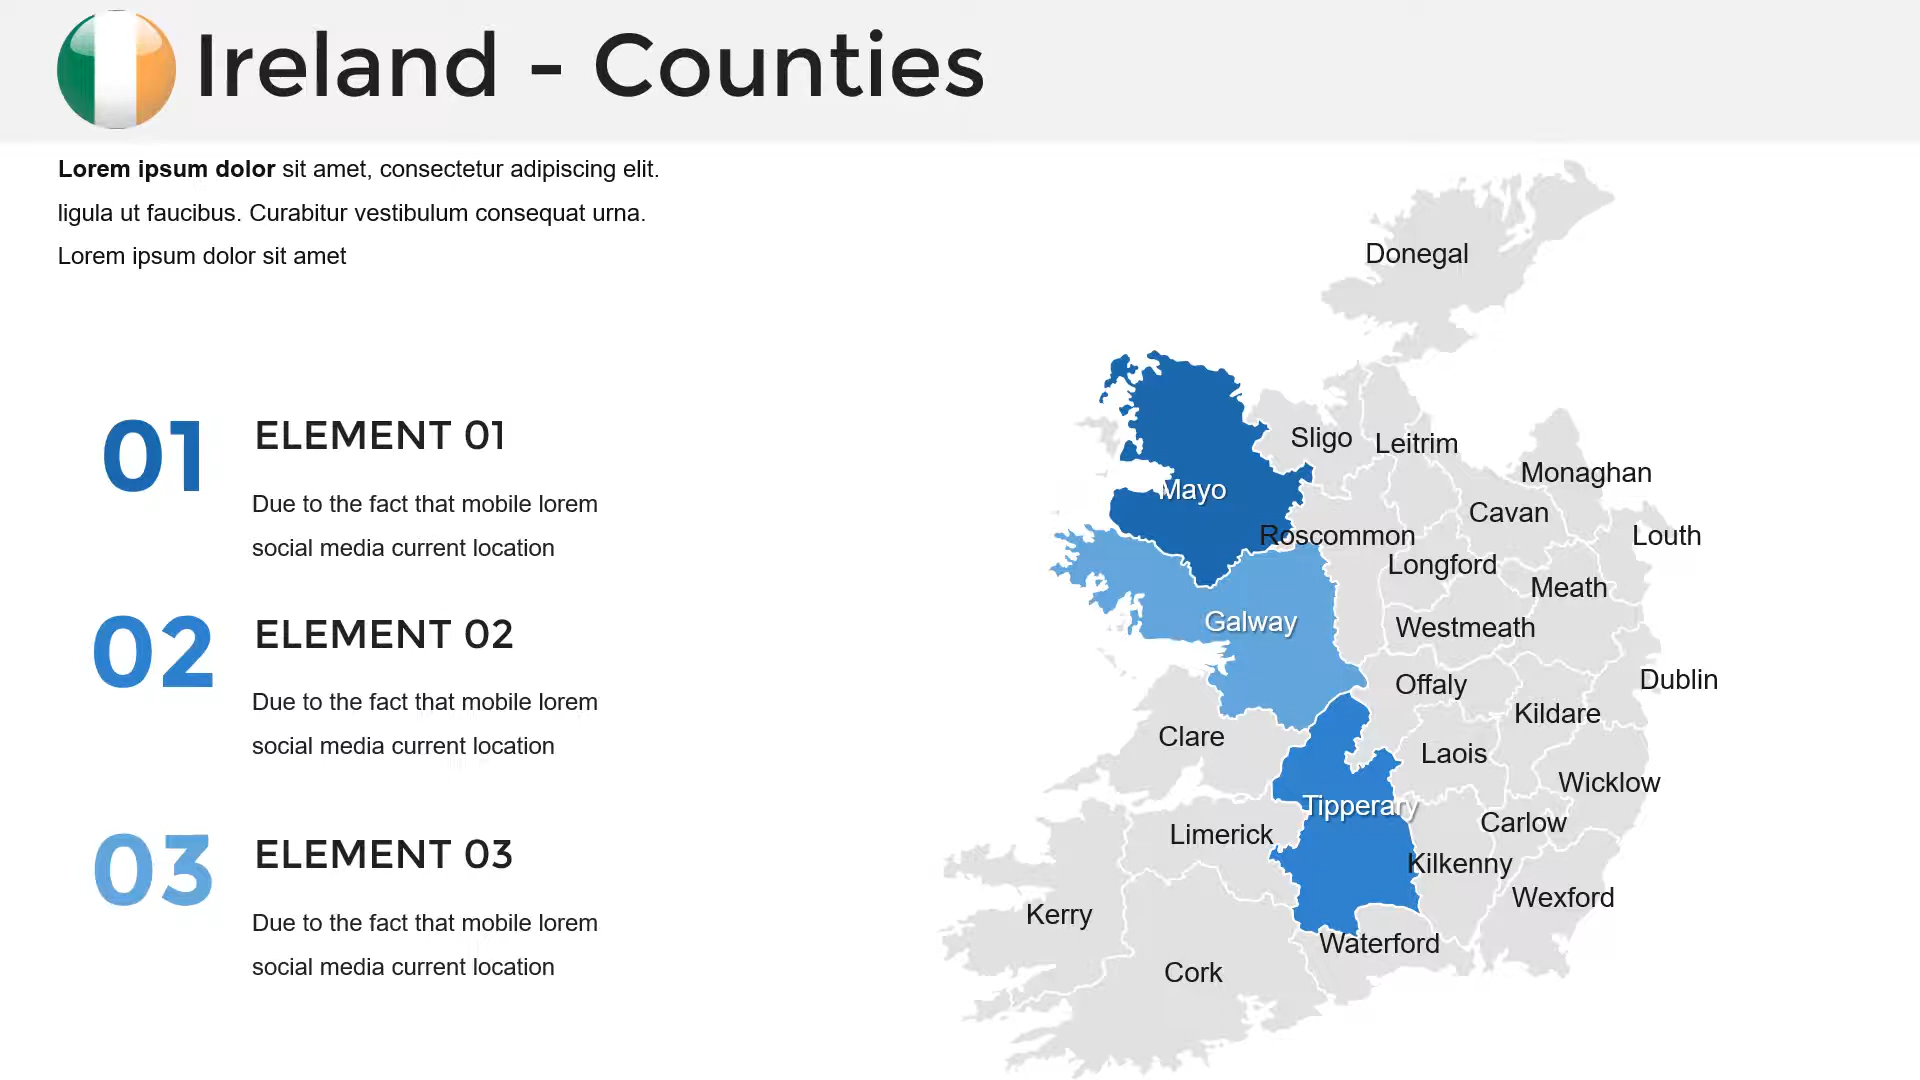 Ireland - Counties
Lorem ipsum dolor sit amet, consectetur adipiscing elit.
ligula ut faucibus. Curabitur vestibulum consequat urna.
Lorem ipsum dolor sit amet
01
ELEMENT 01
Due to the fact that mobile lorem
social media current location
02
ELEMENT 02
Due to the fact that mobile lorem
social media current location
03
ELEMENT 03
Due to the fact that mobile lorem
social media current location
Donegal
Sligo
Leitrim
Monaghan
Mayo
Cavan
Roscommon
Louth
Longford
Meath
Galway
Westmeath
Offaly
Dublin
Kildare
Clare
Laois
Wicklow
Tipperary
Carlow
Limerick
Kilkenny
Wexford
Kerry
Waterford
Cork